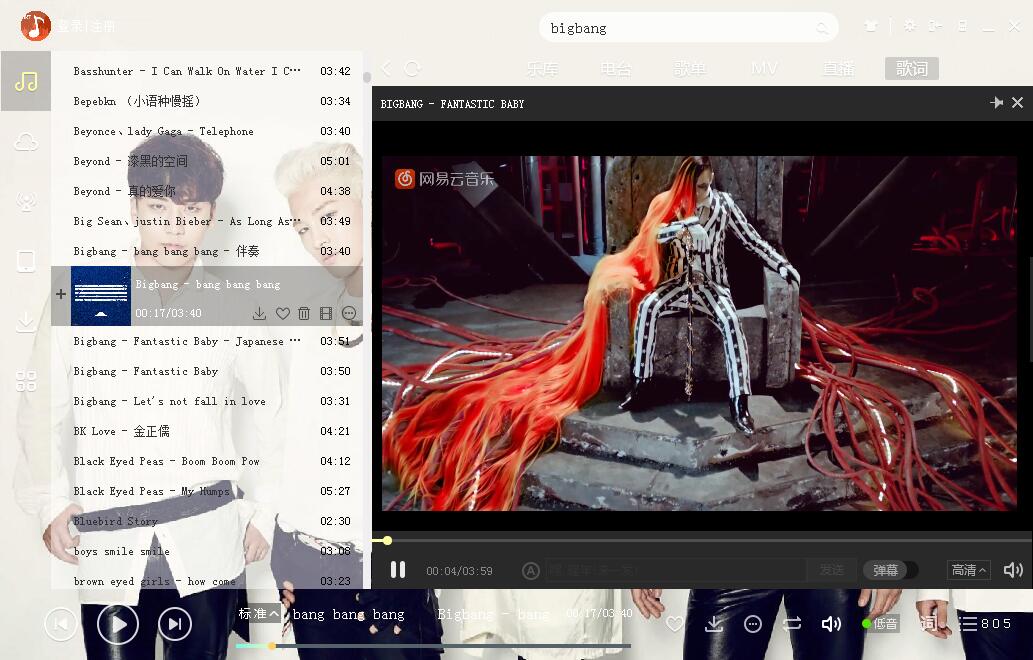 登录|注册
bigbang
乐库 电台 歌单 MV 直播 歌词
Basshunter - I Can Walk On Water I C··· 03:42
Bepebkn （小语种慢摇） 03:34
Beyonce、lady Gaga - Telephone 03:40
Beyond - 漆黑的空间 05:01
Beyond - 真的爱你 04:38
Big Sean、justin Bieber - As Long As··· 03:49
Bigbang - bang bang bang - 伴奏 03:40
Bigbang - bang bang bang
00:17/03:40
Bigbang - Fantastic Baby - Japanese ··· 03:51
Bigbang - Fantastic Baby 03:50
Bigbang - Let's not fall in love 03:31
BK Love - 金正儒 04:21
Black Eyed Peas - Boom Boom Pow 04:12
Black Eyed Peas - My Humps 05:27
Bluebird Story 02:30
boys smile smile 03:08
brown eyed girls - how come 03:23
BIGBANG - FANTASTIC BABY
网易云音乐
00:04/03:59
A
发送
弹幕
高清
标准 bang bang bang Bigbang - bang 00:17/03:40
低音 词 805